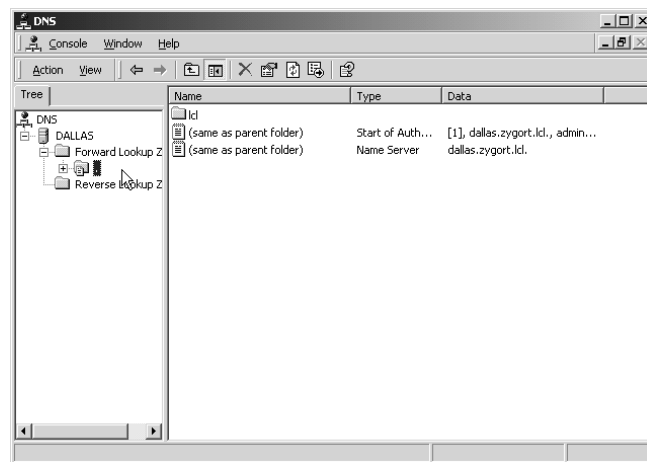 DNS
Console Window Help
Action View
Tree
Name Type Data
DNS
DALLAS
Forward Lookup Z
.
Reverse Lookup Z
lcl
(same as parent folder) Start of Auth... [1], dallas.zygort.lcl., admin...
(same as parent folder) Name Server dallas.zygort.lcl.